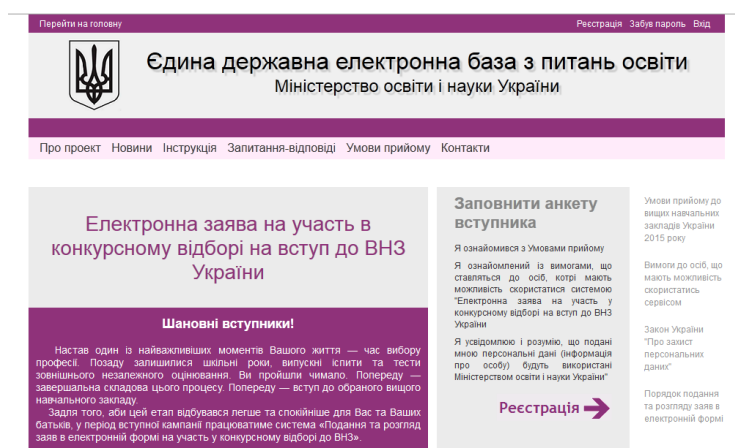 Перейти на головну
Реєстрація Забув пароль Вхід
Єдина державна електронна база з питань освіти
Міністерство освіти і науки України
Про проект Новини Інструкція Запитання-відповіді Умови прийому Контакти
Електронна заява на участь в
конкурсному відборі на вступ до ВНЗ
України
Шановні вступники!
Настав один із найважливіших моментів Вашого життя — час вибору
професії. Позаду залишилися шкільні роки, випускні іспити та тести
зовнішнього незалежного оцінювання. Ви пройшли чимало. Попереду —
завершальна складова цього процесу. Попереду — вступ до обраного вищого
навчального закладу.
Задля того, аби цей етап відбувався легше та спокійніше для Вас та Ваших
батьків, у період вступної кампанії працюватиме система «Подання та розгляд
заяв в електронній формі на участь у конкурсному відборі до ВНЗ».
Заповнити анкету
вступника
Я ознайомився з Умовами прийому
Я ознайомлений із вимогами, що
ставляться до осіб, котрі мають
можливість скористатися системою
"Електронна заява на участь у
конкурсному відборі на вступ до ВНЗ
України
Я усвідомлюю і розумію, що подані
мною персональні дані (інформація
про особу) будуть використані
Міністерством освіти і науки України"
Реєстрація
Умови прийому до
вищих навчальних
закладів України
2015 року
Вимоги до осіб, що
мають можливість
скористатись
сервісом
Закон України
"Про захист
персональних
даних"
Порядок подання
та розгляду заяв в
електронній формі